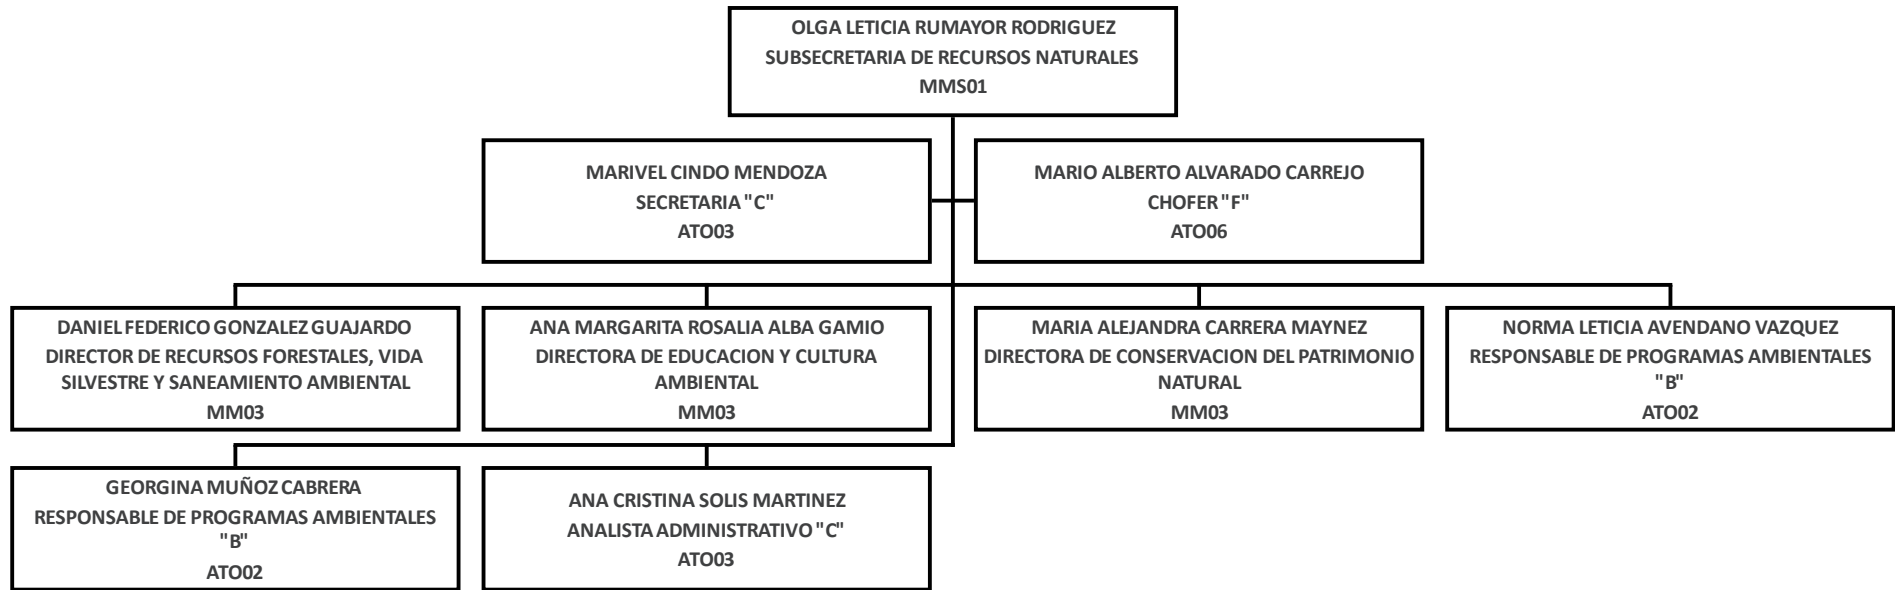 OLGA LETICIA RUMAYOR RODRIGUEZ
SUBSECRETARIA DE RECURSOS NATURALES
MMS01
MARIVEL CINDO MENDOZA
SECRETARIA "C"
ATO03
MARIO ALBERTO ALVARADO CARREJO
CHOFER "F"
ATO06
DANIEL FEDERICO GONZALEZ GUAJARDO
DIRECTOR DE RECURSOS FORESTALES, VIDA
SILVESTRE Y SANEAMIENTO AMBIENTAL
MM03
ANA MARGARITA ROSALIA ALBA GAMIO
DIRECTORA DE EDUCACION Y CULTURA
AMBIENTAL
MM03
MARIA ALEJANDRA CARRERA MAYNEZ
DIRECTORA DE CONSERVACION DEL PATRIMONIO
NATURAL
MM03
NORMA LETICIA AVENDANO VAZQUEZ
RESPONSABLE DE PROGRAMAS AMBIENTALES
"B"
ATO02
GEORGINA MUÑOZ CABRERA
RESPONSABLE DE PROGRAMAS AMBIENTALES
"B"
ATO02
ANA CRISTINA SOLIS MARTINEZ
ANALISTA ADMINISTRATIVO "C"
ATO03